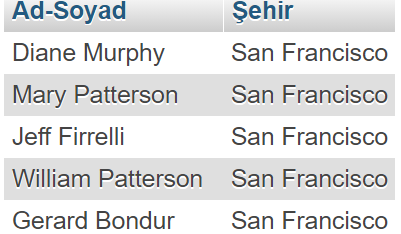 Ad-Soyad Şehir
Diane Murphy San Francisco
Mary Patterson San Francisco
Jeff Firrelli San Francisco
William Patterson San Francisco
Gerard Bondur San Francisco